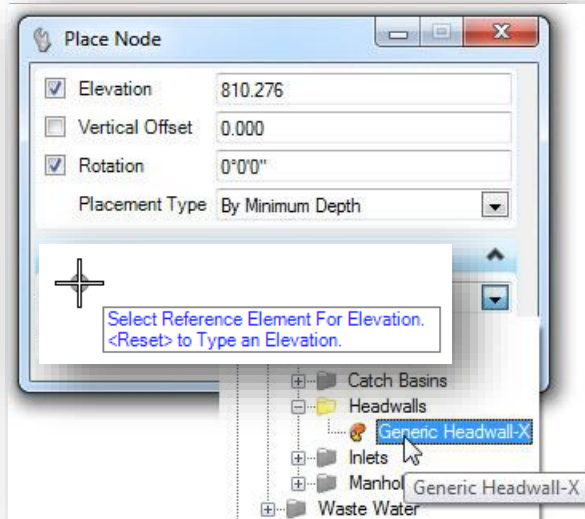 Place Node
Elevation 810.276
Vertical Offset 0.000
Rotation 0°0'0"
Placement Type By Minimum Depth
Select Reference Element For Elevation.
<Reset> to Type an Elevation.
Catch Basins
Headwalls
Generic Headwall-X
Inlets
Generic Headwall-X
Waste Water